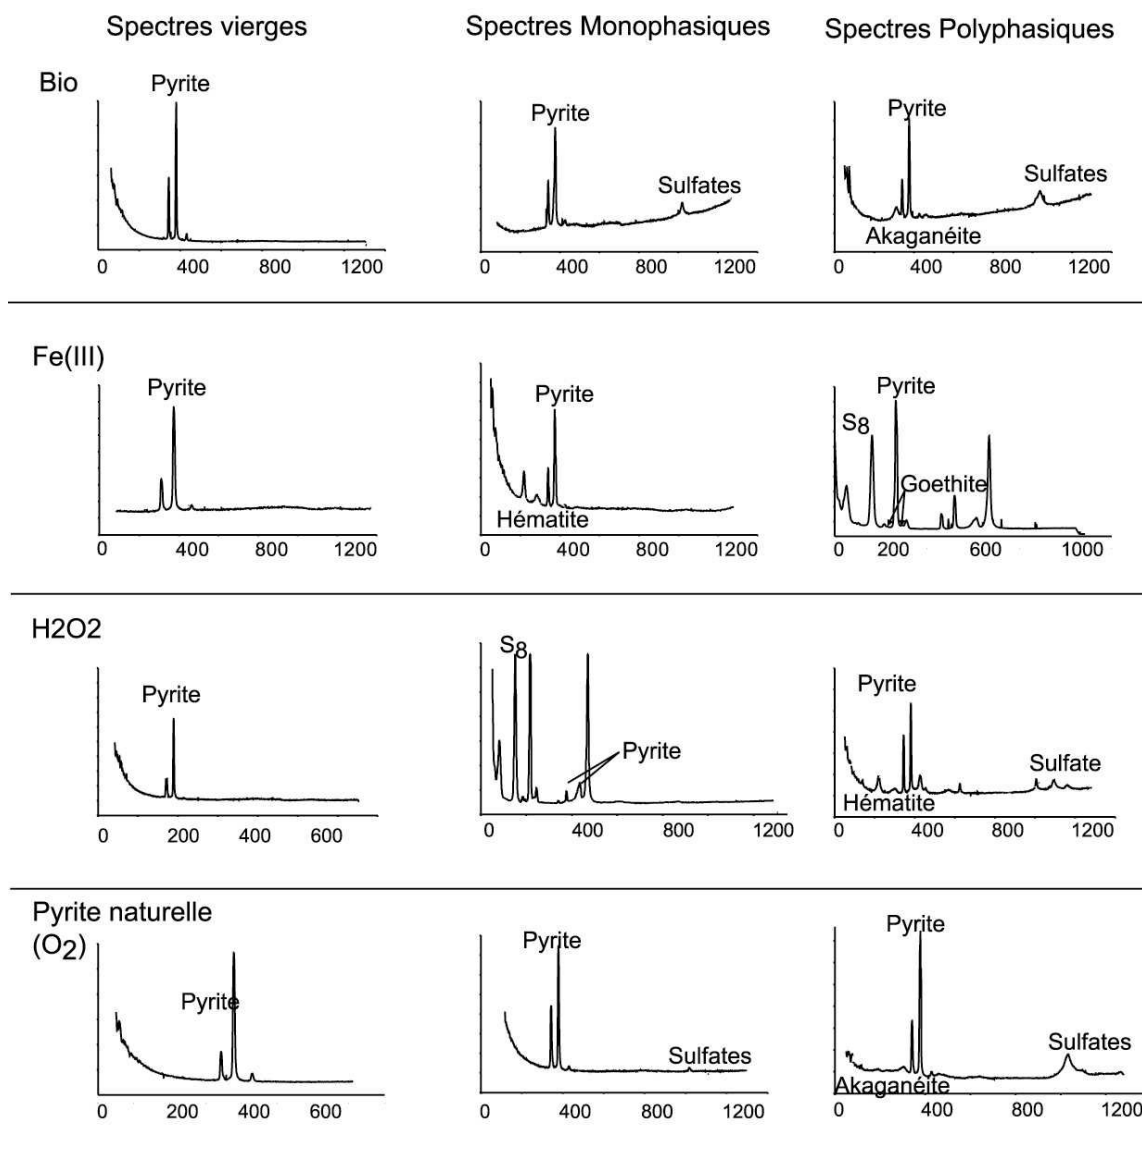 Spectres vierges
Spectres Monophasiques
Spectres Polyphasiques
Bio
Pyrite
0 400 800 1200
Pyrite
Sulfates
0 400 800 1200
Pyrite
Sulfates
Akaganéite
0 400 800 1200
Fe(III)
Pyrite
0 400 800 1200
Pyrite
Hématite
0 400 800 1200
Pyrite
S8
Goethite
0 200 600 1000
H2O2
Pyrite
0 200 400 600
S8
Pyrite
0 400 800 1200
Pyrite
Sulfate
Hématite
0 400 800 1200
Pyrite naturelle
(O2)
Pyrite
0 200 400 600
Pyrite
Sulfates
0 400 800 1200
Pyrite
Sulfates
Akaganéite
0 400 800 1200